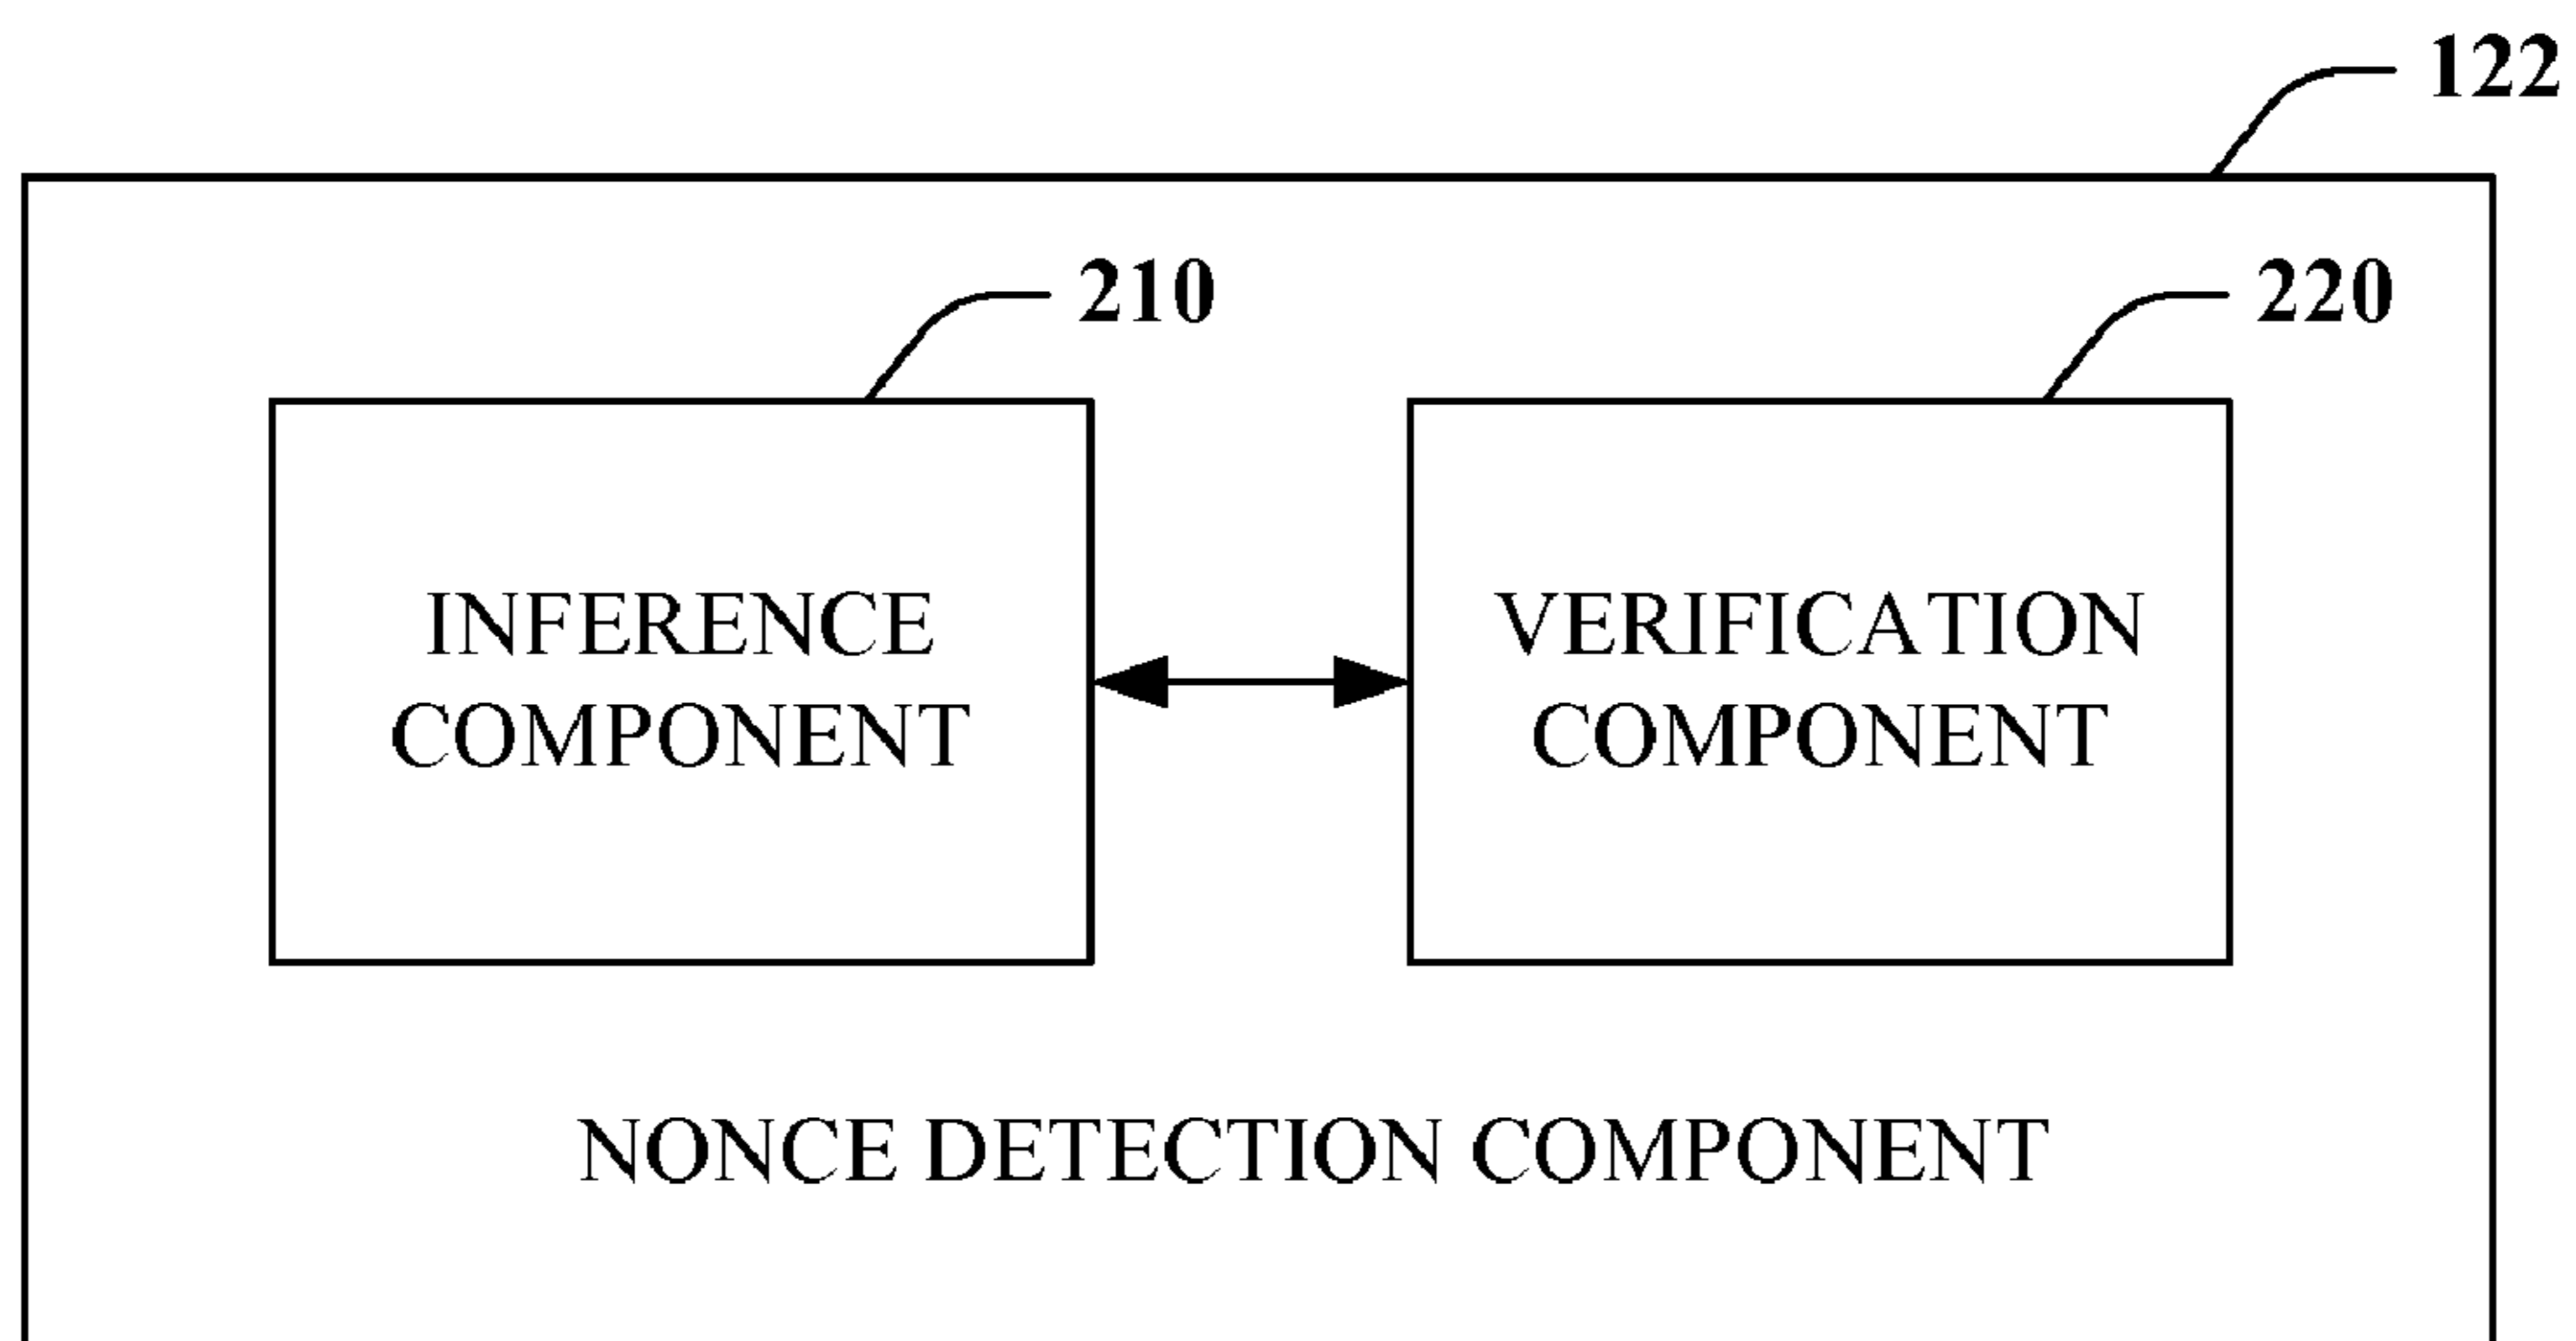 122
210
220
INFERENCE
COMPONENT
VERIFICATION
COMPONENT
NONCE DETECTION COMPONENT